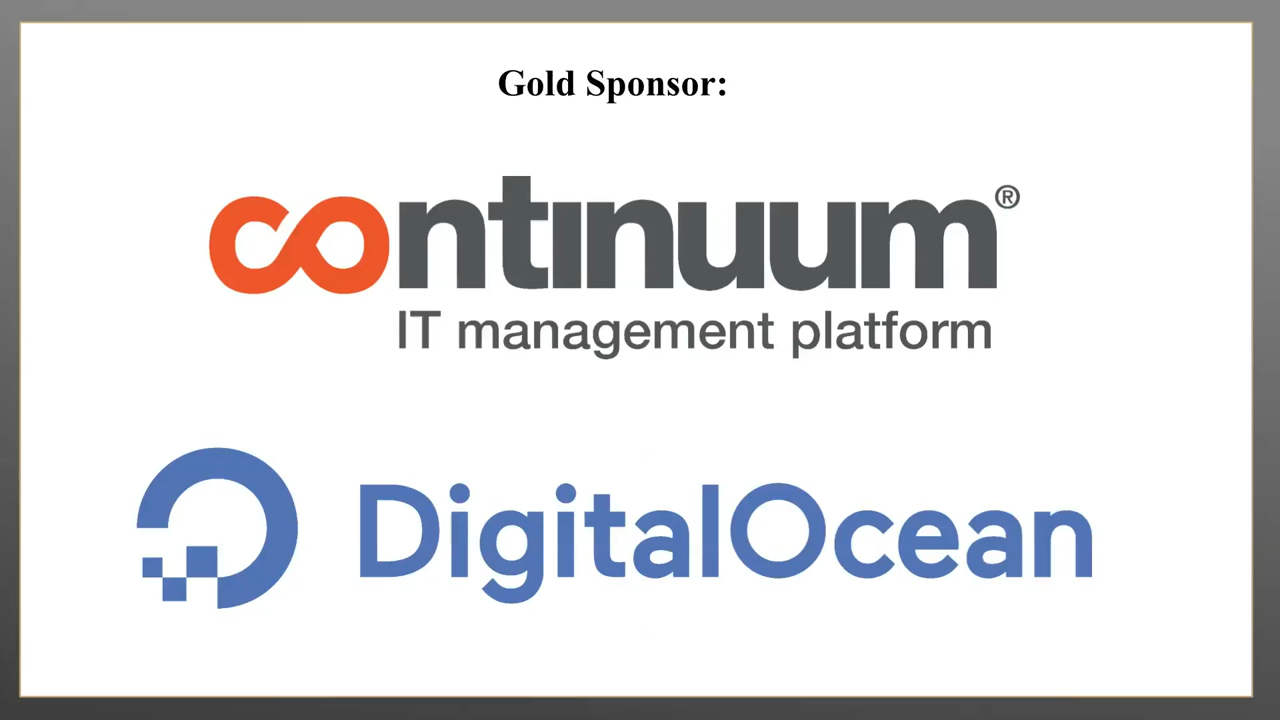 Gold Sponsor:
continuum®
IT management platform
DigitalOcean